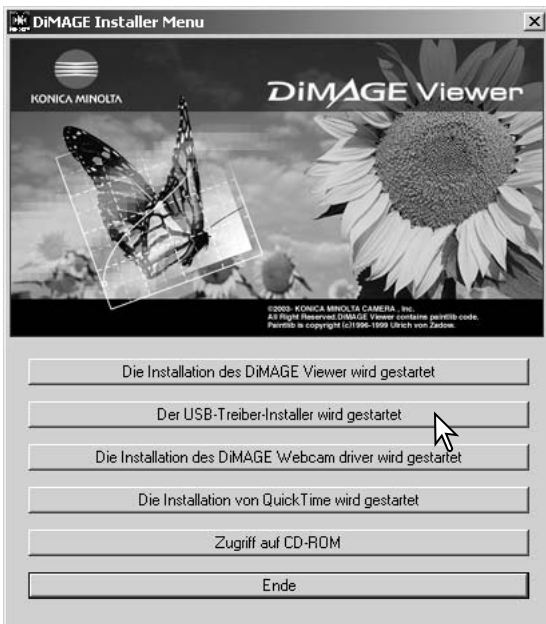 DiMAGE Installer Menu
KONICA MINOLTA
DiMAGE Viewer
©2003- KONICA MINOLTA CAMERA , Inc.
All Right Reserved.DiMAGE Viewer contains paintlib code.
Paintlib is copyright (c)1996-1999 Ulrich von Zadow.
Die Installation des DiMAGE Viewer wird gestartet
Der USB-Treiber-Installer wird gestartet
Die Installation des DiMAGE Webcam driver wird gestartet
Die Installation von QuickTime wird gestartet
Zugriff auf CD-ROM
Ende